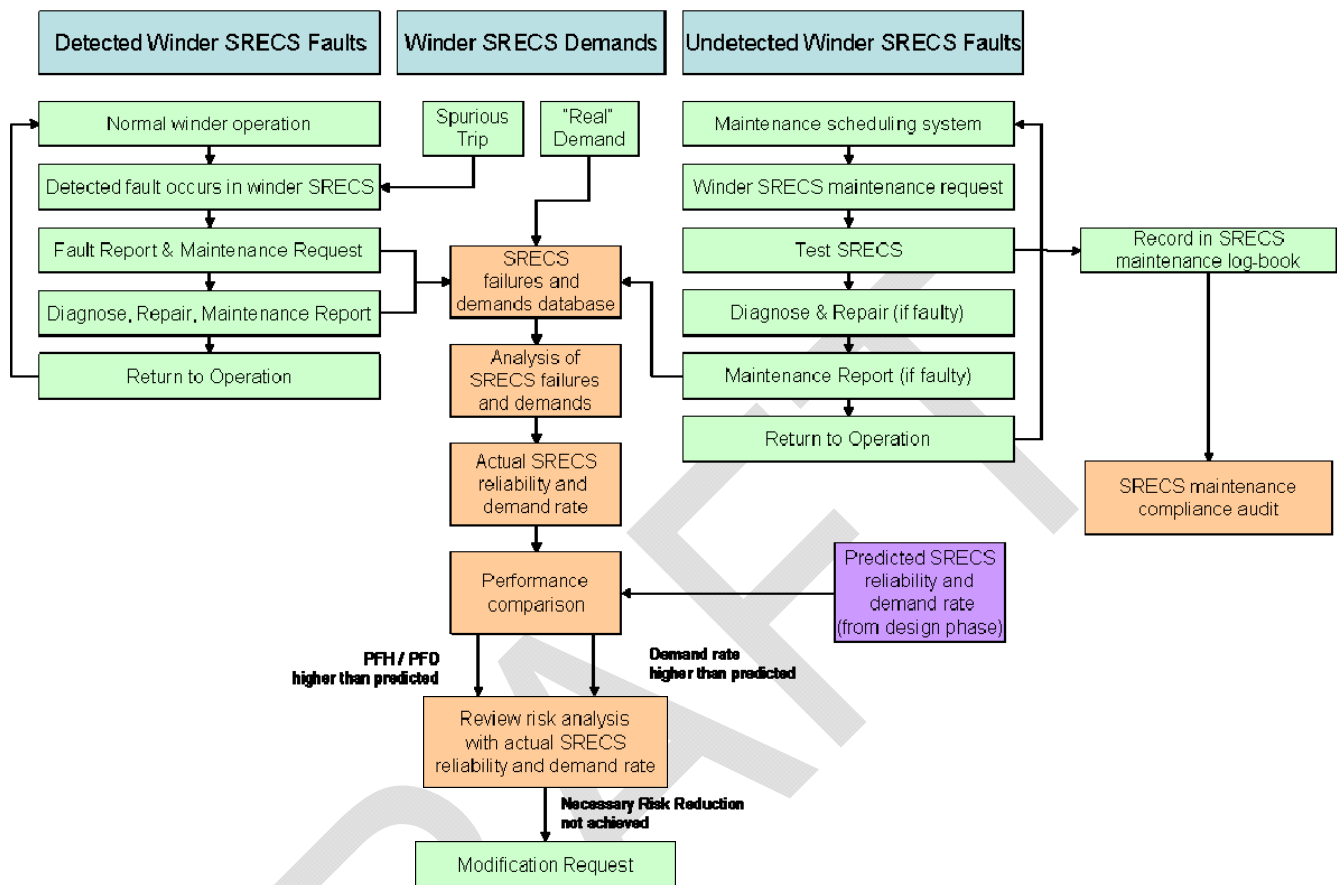 Detected Winder SRECS Faults
Winder SRECS Demands
Undetected Winder SRECS Faults
Normal winder operation
Detected fault occurs in winder SRECS
Fault Report & Maintenance Request
Diagnose, Repair, Maintenance Report
Return to Operation
Spurious
Trip
"Real"
Demand
SRECS
failures and
demands database
Analysis of
SRECS failures
and demands
Actual SRECS
reliability and
demand rate
Performance
comparison
PFH / PFD
higher than predicted
Demand rate
higher than predicted
Review risk analysis
with actual SRECS
reliability and demand rate
Necessary Risk Reduction
not achieved
Modification Request
Maintenance scheduling system
Winder SRECS maintenance request
Test SRECS
Diagnose & Repair (if faulty)
Maintenance Report (if faulty)
Return to Operation
Record in SRECS
maintenance log-book
SRECS maintenance
compliance audit
Predicted SRECS
reliability and
demand rate
(from design phase)
DRAFT